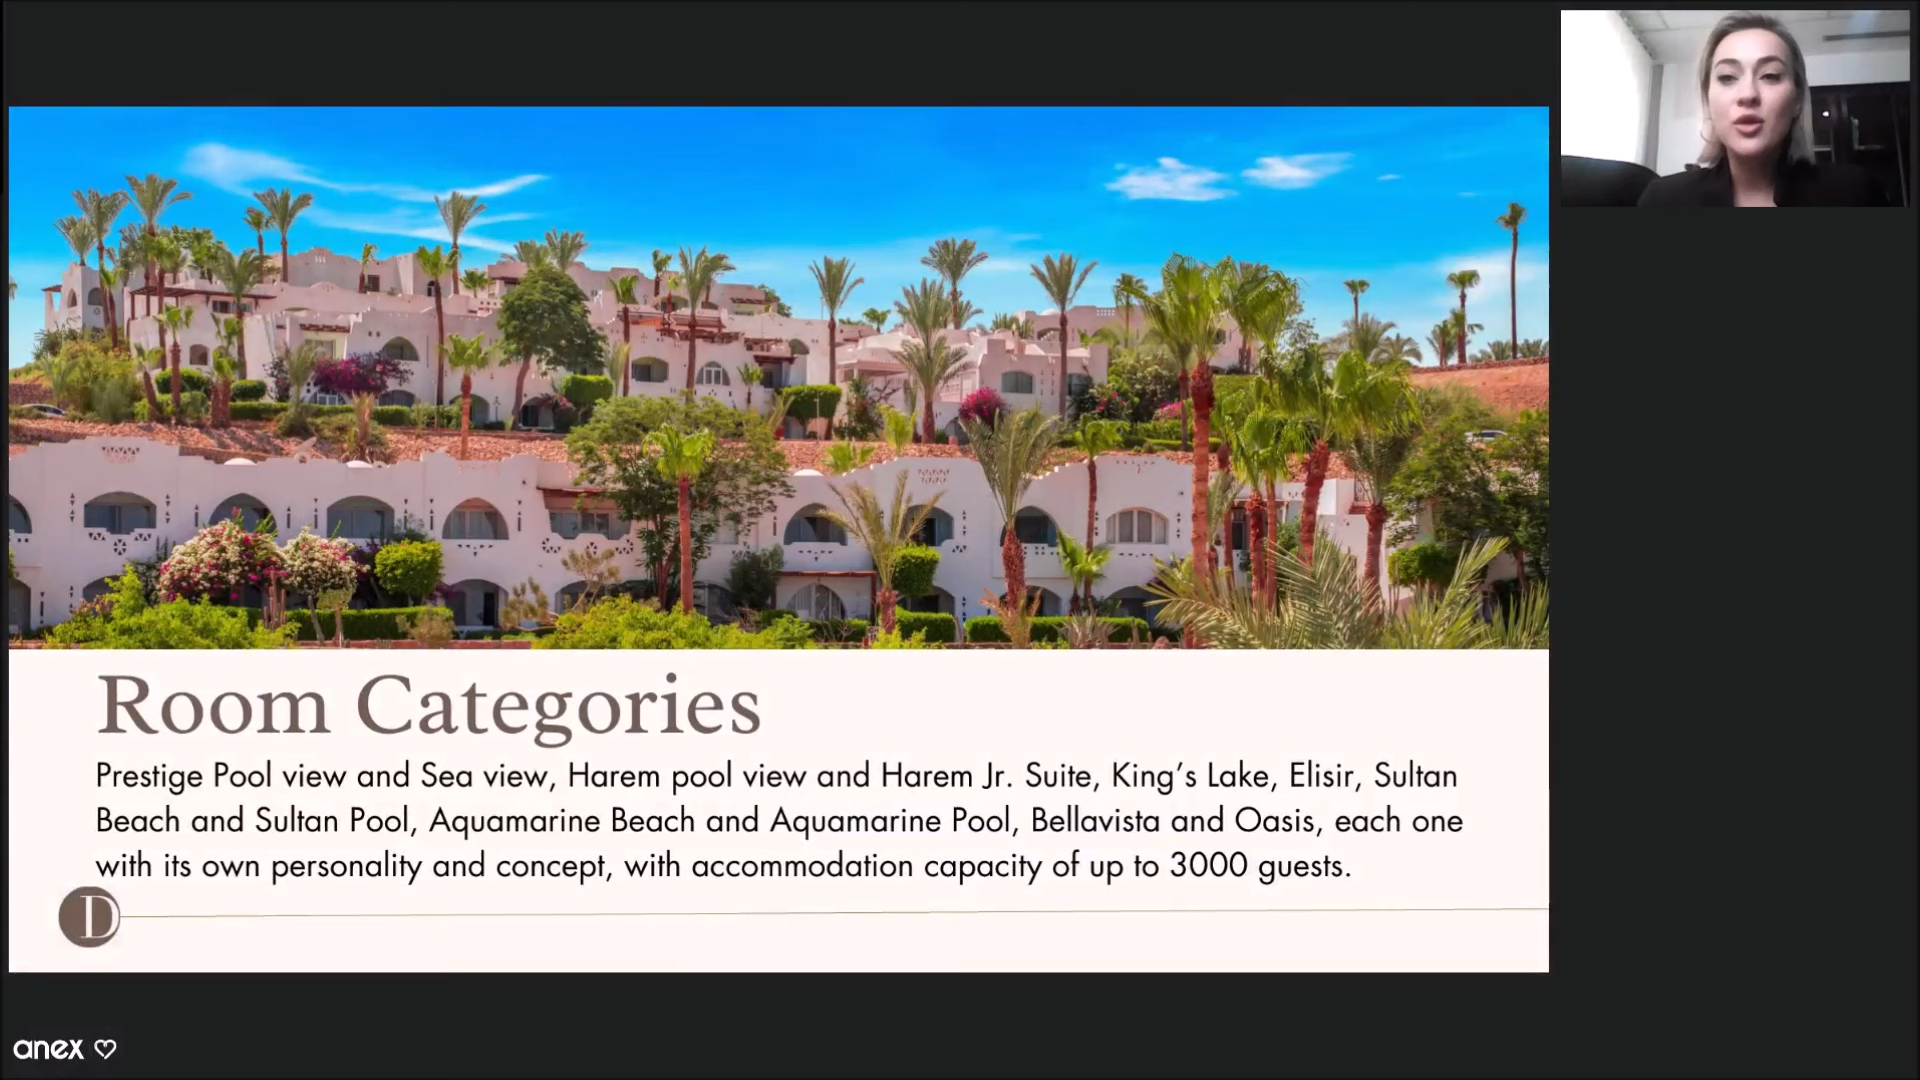 Room Categories
Prestige Pool view and Sea view, Harem pool view and Harem Jr. Suite, King’s Lake, Elisir, Sultan
Beach and Sultan Pool, Aquamarine Beach and Aquamarine Pool, Bellavista and Oasis, each one
with its own personality and concept, with accommodation capacity of up to 3000 guests.
D
anex